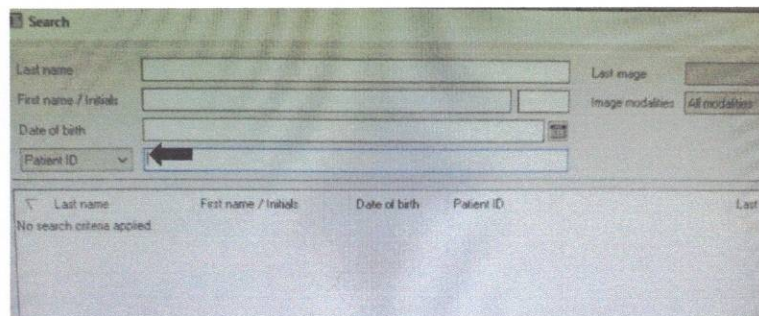 Search
Last name
Last image
First name / Initials
Image modalities All modalities
Date of birth
Patient ID
Last name First name / Initials Date of birth Patient ID Last
No search criteria applied